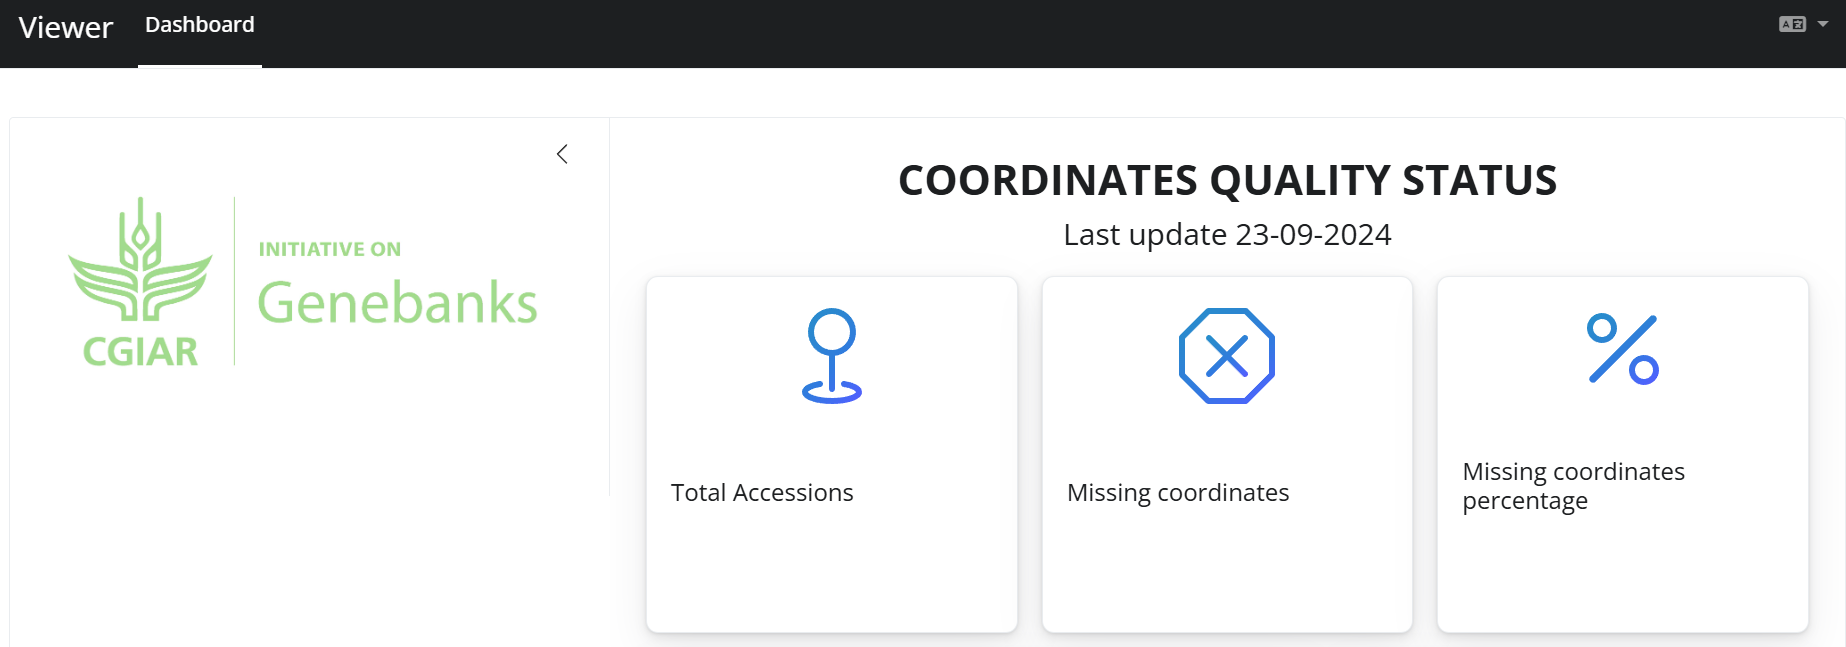 Viewer
Dashboard
INITIATIVE ON
Genebanks
CGIAR
COORDINATES QUALITY STATUS
Last update 23-09-2024
Total Accessions
Missing coordinates
Missing coordinates
percentage